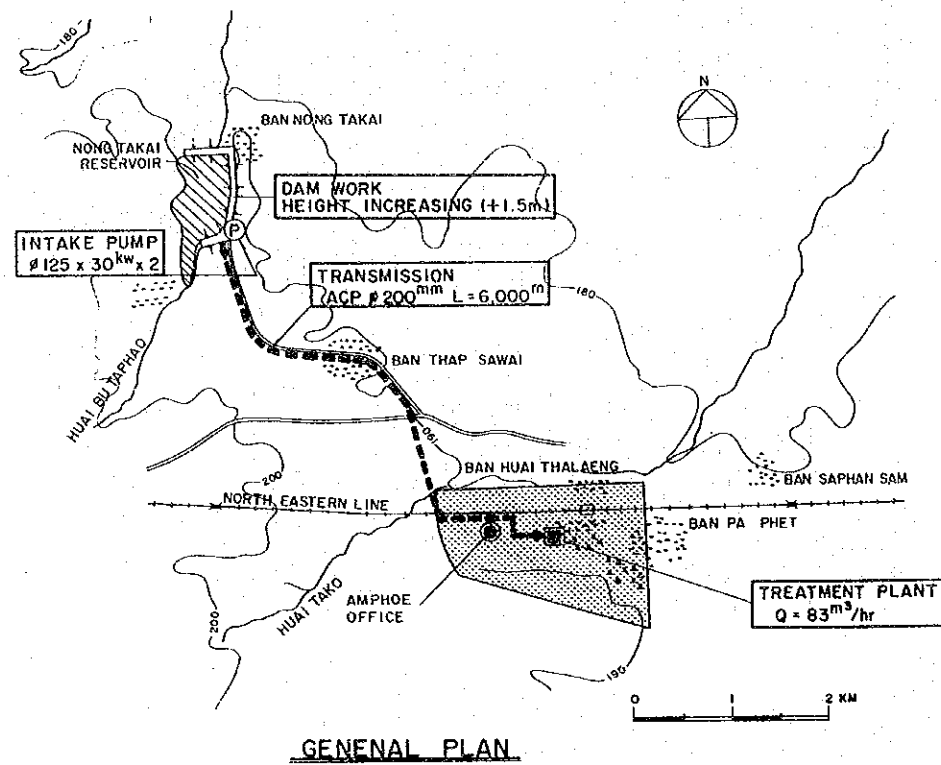 180
N
BAN NONG TAKAI
NONG TAKAI
RESERVOIR
DAM WORK
HEIGHT INCREASING (+1.5m)
P
INTAKE PUMP
ø125 x 30kw x 2
TRANSMISSION
ACP ø 200mm L = 6,000m
180
HUAI BU TAPHAO
BAN THAP SAWAI
190
BAN HUAI THALAENG
200
BAN SAPHAN SAM
NORTH EASTERN LINE
BAN PA PHET
HUAI TAKO
AMPHOE
OFFICE
TREATMENT PLANT
Q = 83m³/hr
200
190
0 1 2 KM
GENENAL PLAN